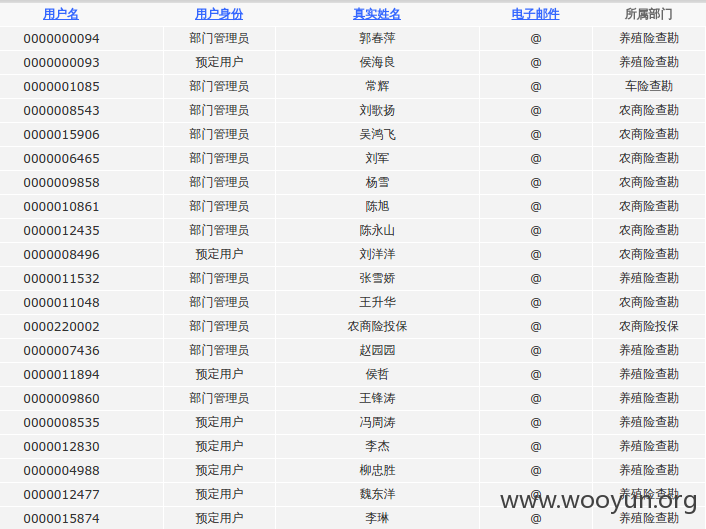 用户名 用户身份 真实姓名 电子邮件 所属部门
0000000094 部门管理员 郭春萍 @ 养殖险查勘
0000000093 预定用户 侯海良 @ 养殖险查勘
0000001085 部门管理员 常辉 @ 车险查勘
0000008543 部门管理员 刘歌扬 @ 农商险查勘
0000015906 部门管理员 吴鸿飞 @ 农商险查勘
0000006465 部门管理员 刘军 @ 农商险查勘
0000009858 部门管理员 杨雪 @ 农商险查勘
0000010861 部门管理员 陈旭 @ 农商险查勘
0000012435 部门管理员 陈永山 @ 农商险查勘
0000008496 预定用户 刘洋洋 @ 农商险查勘
0000011532 部门管理员 张雪娇 @ 养殖险查勘
0000011048 部门管理员 王升华 @ 农商险查勘
0000220002 部门管理员 农商险投保 @ 农商险投保
0000007436 部门管理员 赵园园 @ 养殖险查勘
0000011894 预定用户 侯哲 @ 养殖险查勘
0000009860 部门管理员 王锋涛 @ 养殖险查勘
0000008535 预定用户 冯周涛 @ 养殖险查勘
0000012830 预定用户 李杰 @ 养殖险查勘
0000004988 预定用户 柳忠胜 @ 养殖险查勘
0000012477 预定用户 魏东洋 @ 养殖险查勘
www.wooyun.org
0000015874 预定用户 李琳 @ 养殖险查勘